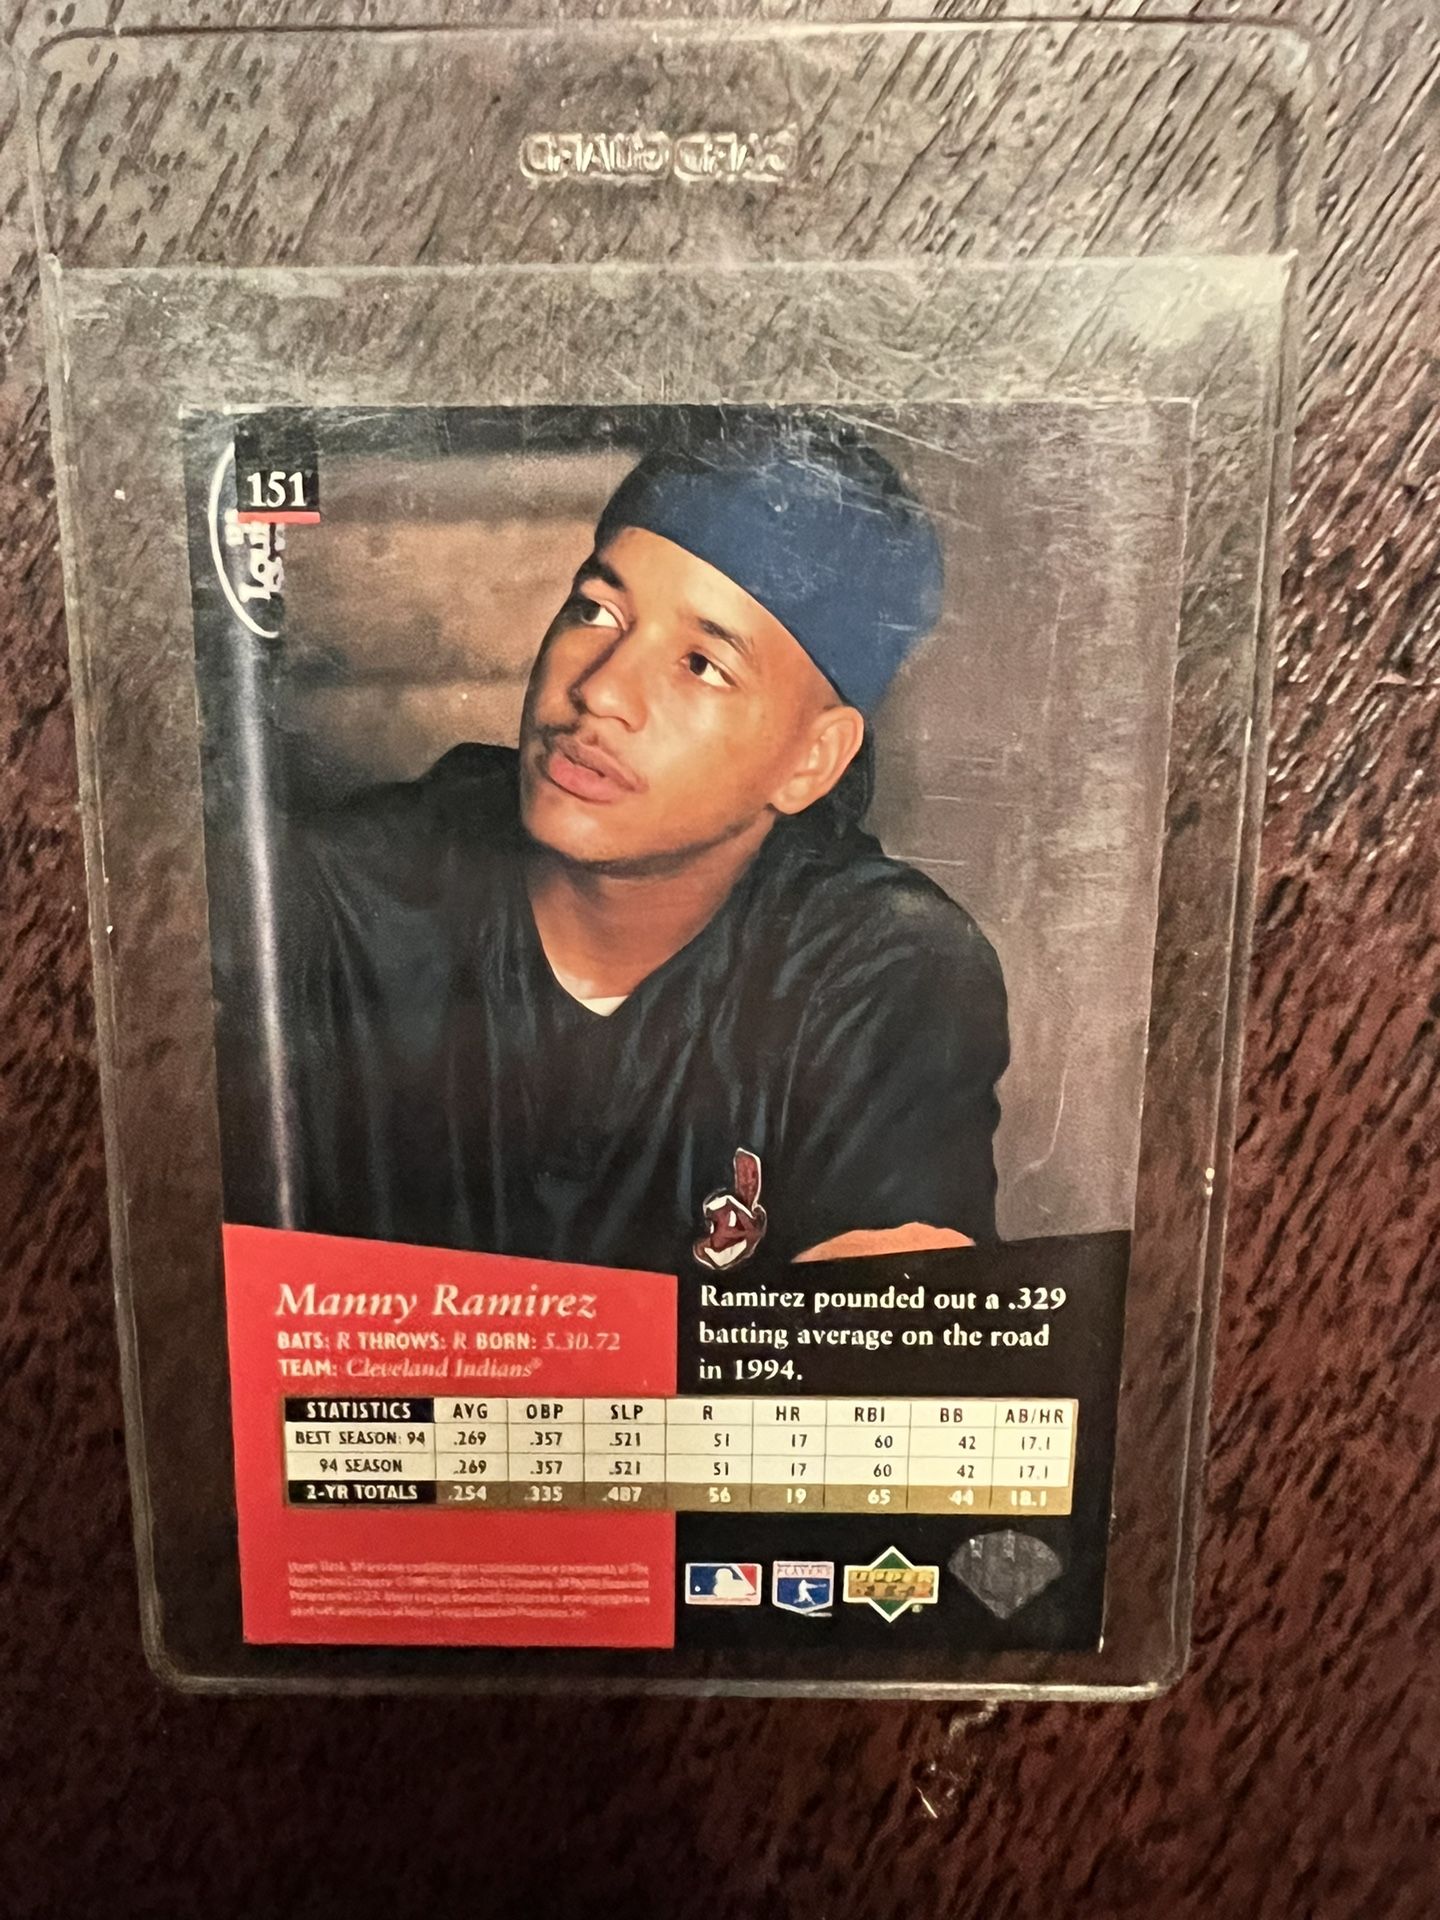 CARD GUARD
151
Manny Ramirez
BATS: R THROWS: R BORN: 5.30.72
TEAM: Cleveland Indians®
Ramirez pounded out a .329
batting average on the road
in 1994.
STATISTICS AVG OBP SLP R HR RBI BB AB/HR
BEST SEASON: 94 .269 .357 .521 51 17 60 42 17.1
94 SEASON .269 .357 .521 51 17 60 42 17.1
2-YR TOTALS .254 .335 .487 56 19 65 44 18.1
PLAYERS
UPPER
DECK